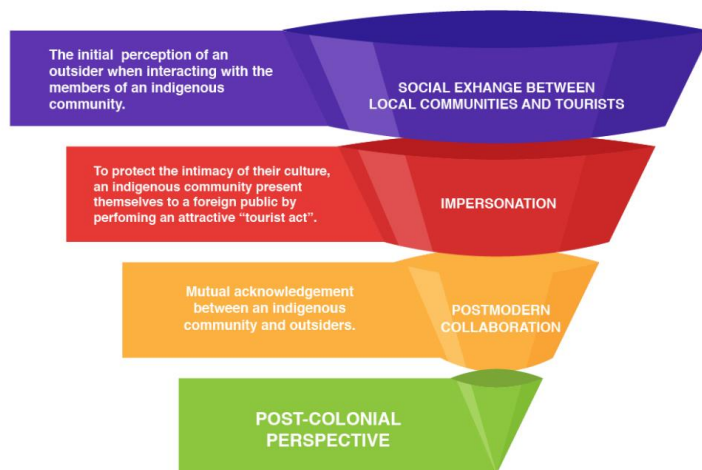 The initial perception of an
outsider when interacting with the
members of an indigenous
community.
SOCIAL EXHANGE BETWEEN
LOCAL COMMUNITIES AND TOURISTS
To protect the intimacy of their culture,
an indigenous community present
themselves to a foreign public by
perfoming an attractive “tourist act”.
IMPERSONATION
Mutual acknowledgement
between an indigenous
community and outsiders.
POSTMODERN
COLLABORATION
POST-COLONIAL
PERSPECTIVE